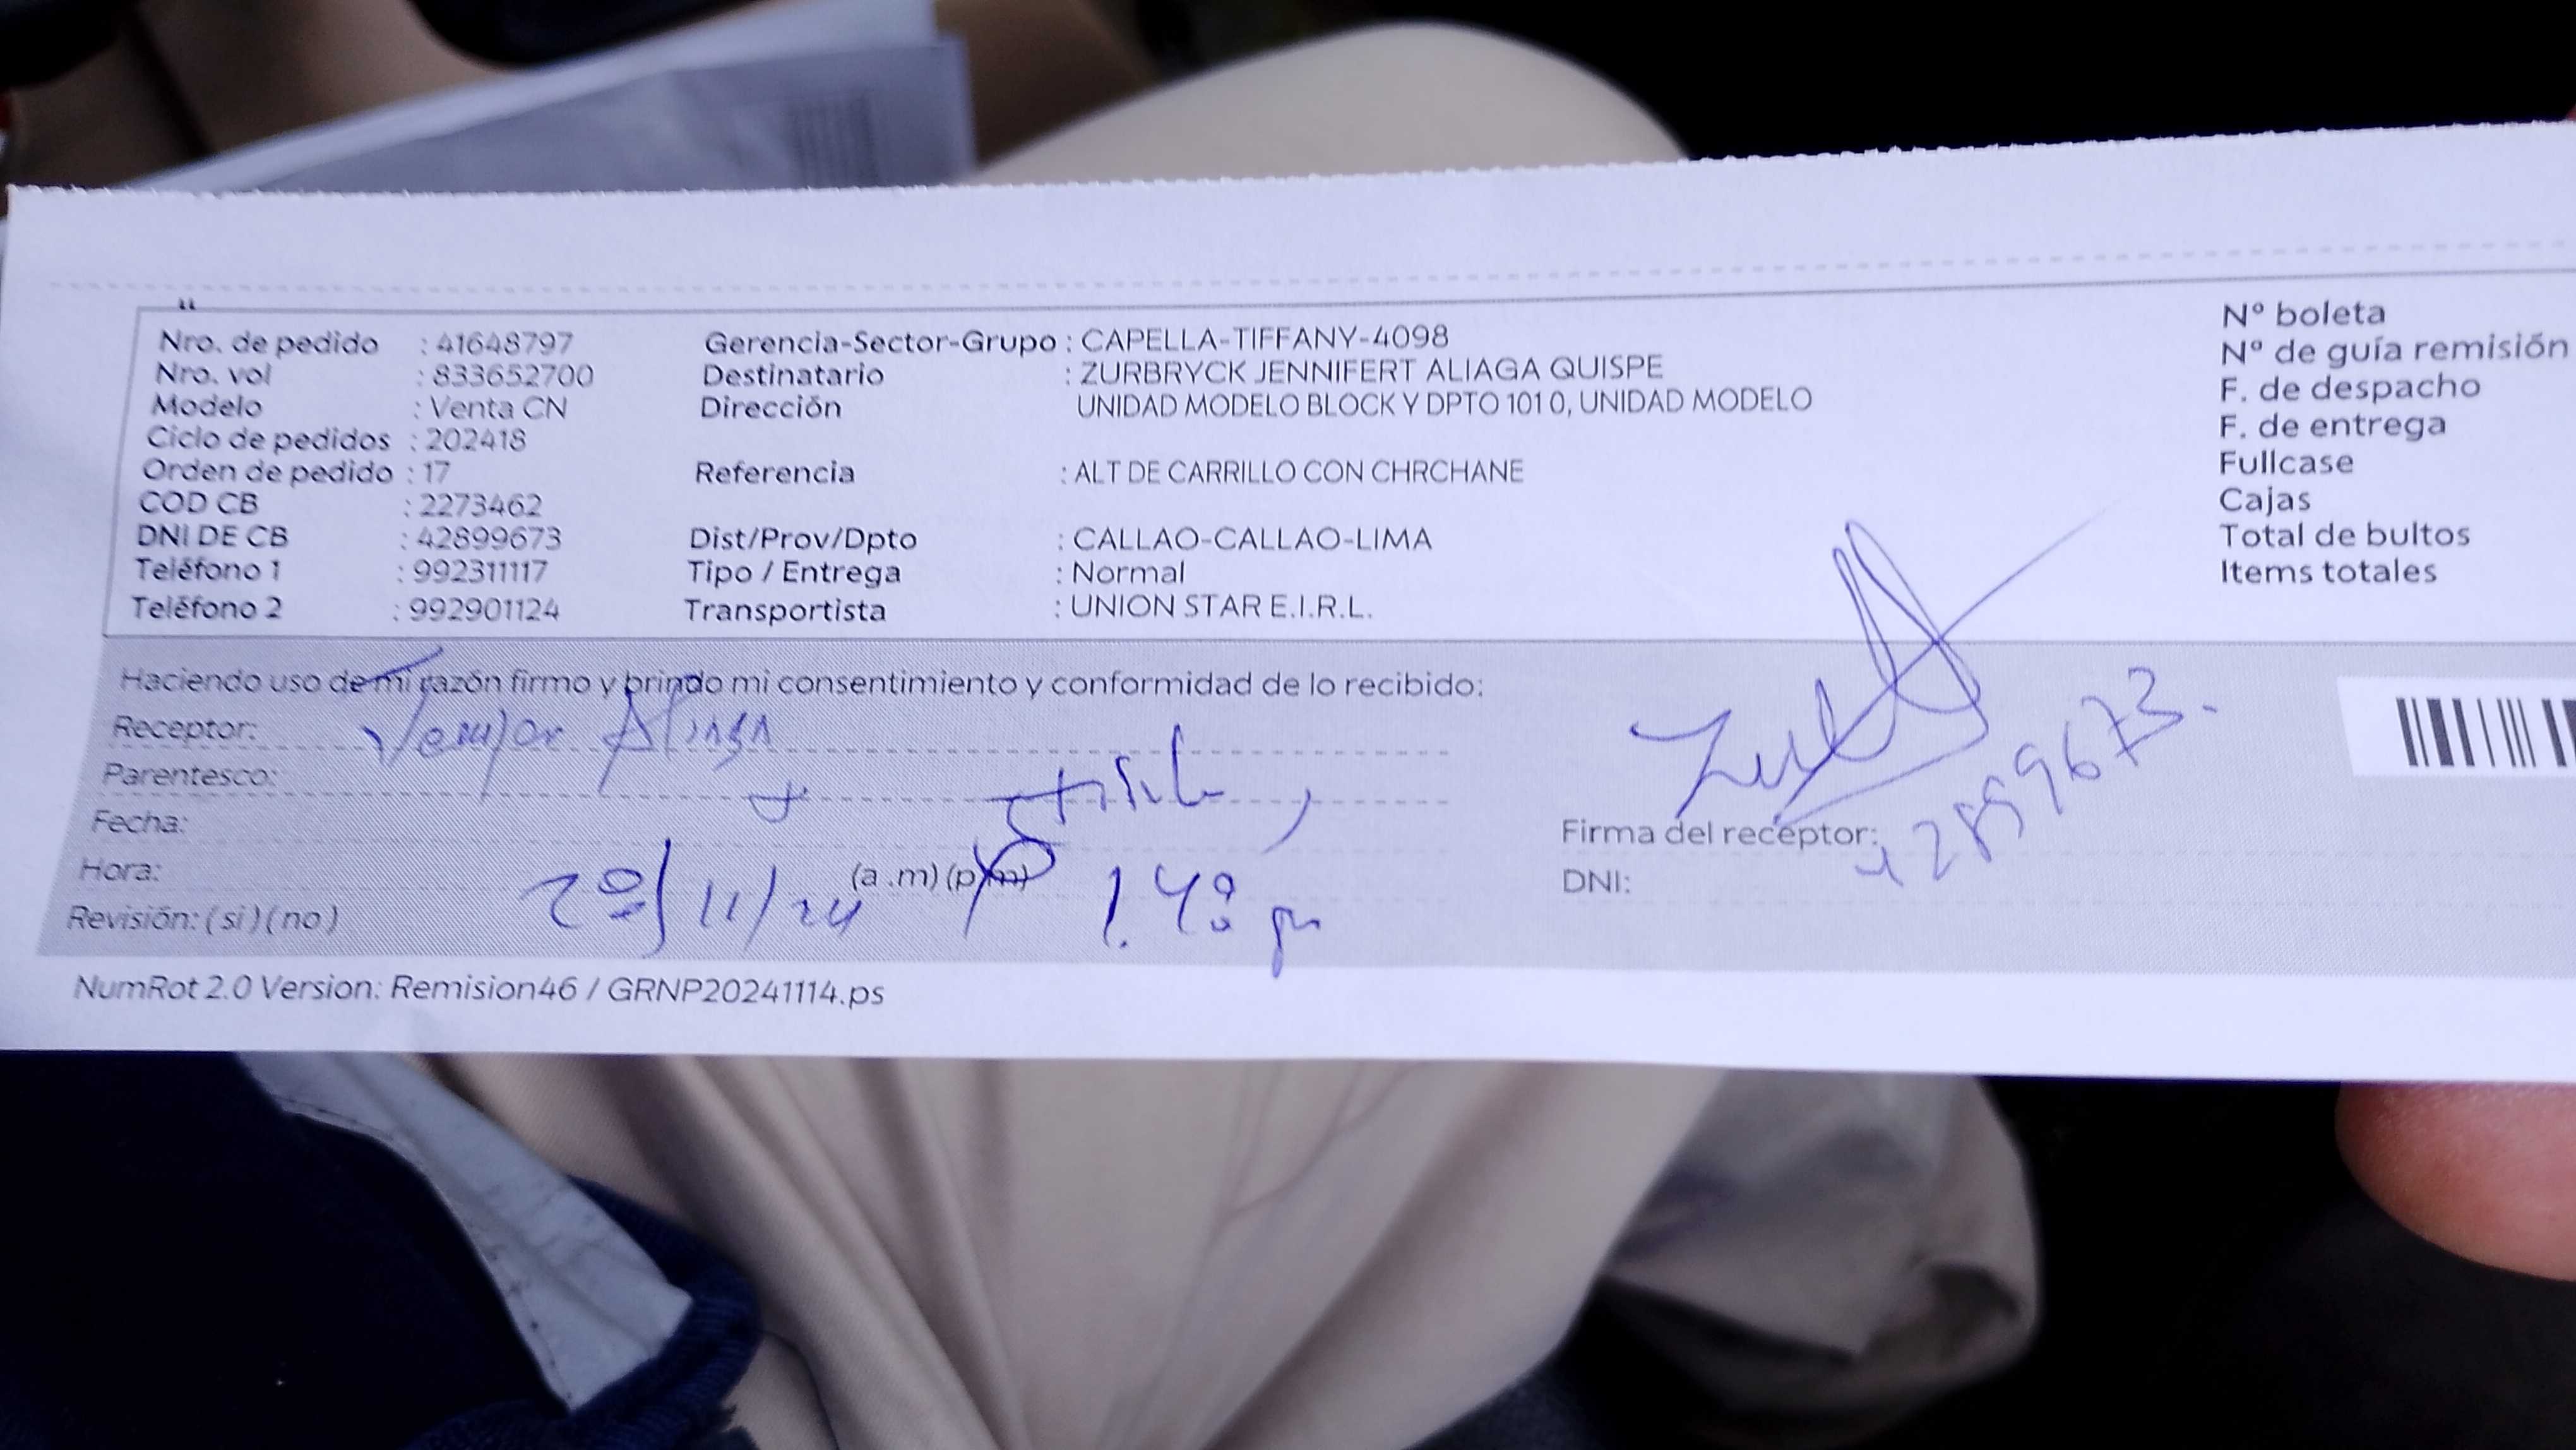 Nro. de pedido : 41648797 Gerencia-Sector-Grupo : CAPELLA-TIFFANY-4098 Nº boleta
Nro. vol : 833652700 Destinatario : ZURBRYCK JENNIFERT ALIAGA QUISPE Nº de guía remisión
Modelo : Venta CN Dirección UNIDAD MODELO BLOCK Y DPTO 101 0, UNIDAD MODELO F. de despacho
Ciclo de pedidos : 202418 F. de entrega
Orden de pedido : 17 Referencia : ALT DE CARRILLO CON CHRCHANE Fullcase
COD CB : 2273462 Cajas
DNI DE CB : 42899673 Dist/Prov/Dpto : CALLAO-CALLAO-LIMA Total de bultos
Teléfono 1 : 992311117 Tipo / Entrega : Normal Items totales
Teléfono 2 : 992901124 Transportista : UNION STAR E.I.R.L.
Haciendo uso de mi razón firmo y brindo mi consentimiento y conformidad de lo recibido:
Receptor: Aliaga
Parentesco:
Fecha: Firma del receptor: 42899673.
Hora: (a .m) (p.m) DNI:
Revisión: ( si ) ( no ) 20/11/24 1.40 pm
NumRot 2.0 Version: Remision46 / GRNP20241114.ps